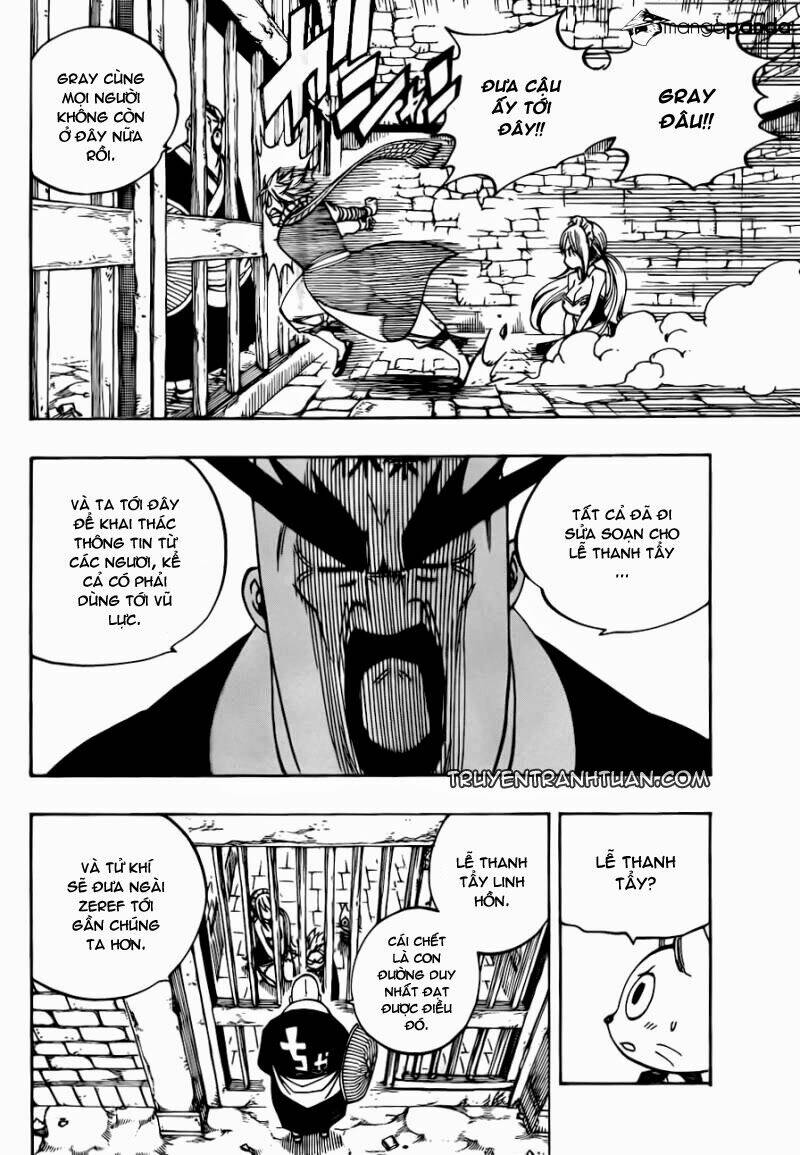 mangapanda
GRAY
ĐÂU!!
ĐƯA CẬU
ẤY TỚI
ĐÂY!!
GRAY CÙNG
MỌI NGƯỜI
KHÔNG CÒN
Ở ĐÂY NỮA
RỒI.
TẤT CẢ ĐÃ ĐI
SỬA SOẠN CHO
LỄ THANH TẨY
...
VÀ TA TỚI ĐÂY
ĐỂ KHAI THÁC
THÔNG TIN TỪ
CÁC NGƯƠI, KỂ
CẢ CÓ PHẢI
DÙNG TỚI VŨ
LỰC.
TRUYENTRANHTUAN.COM
LỄ THANH
TẨY?
LỄ THANH
TẨY LINH
HỒN.
CÁI CHẾT
LÀ CON
ĐƯỜNG DUY
NHẤT ĐẠT
ĐƯỢC ĐIỀU
ĐÓ.
VÀ TỬ KHÍ
SẼ ĐƯA NGÀI
ZEREF TỚI
GẦN CHÚNG
TA HƠN.